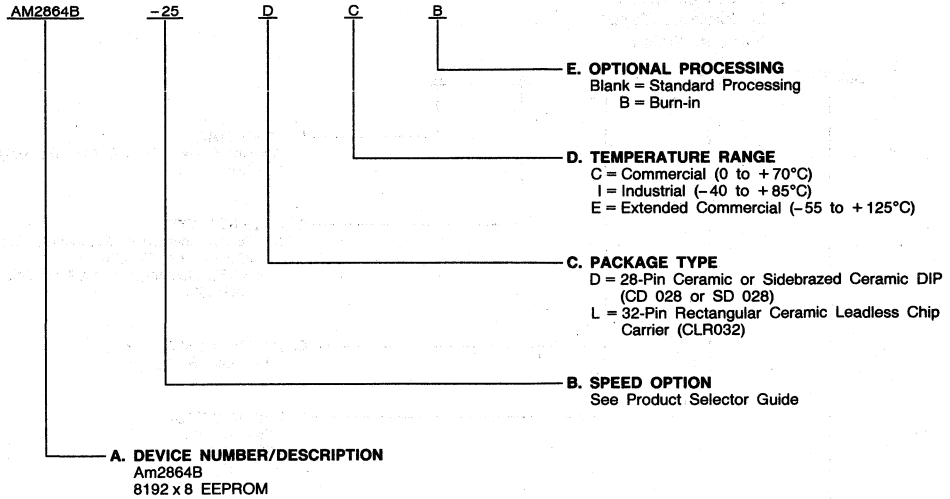 AM2864B -25 D C B
E. OPTIONAL PROCESSING
Blank = Standard Processing
B = Burn-in
D. TEMPERATURE RANGE
C = Commercial (0 to +70°C)
I = Industrial (-40 to +85°C)
E = Extended Commercial (-55 to +125°C)
C. PACKAGE TYPE
D = 28-Pin Ceramic or Sidebrazed Ceramic DIP
(CD 028 or SD 028)
L = 32-Pin Rectangular Ceramic Leadless Chip
Carrier (CLR032)
B. SPEED OPTION
See Product Selector Guide
A. DEVICE NUMBER/DESCRIPTION
Am2864B
8192 x 8 EEPROM